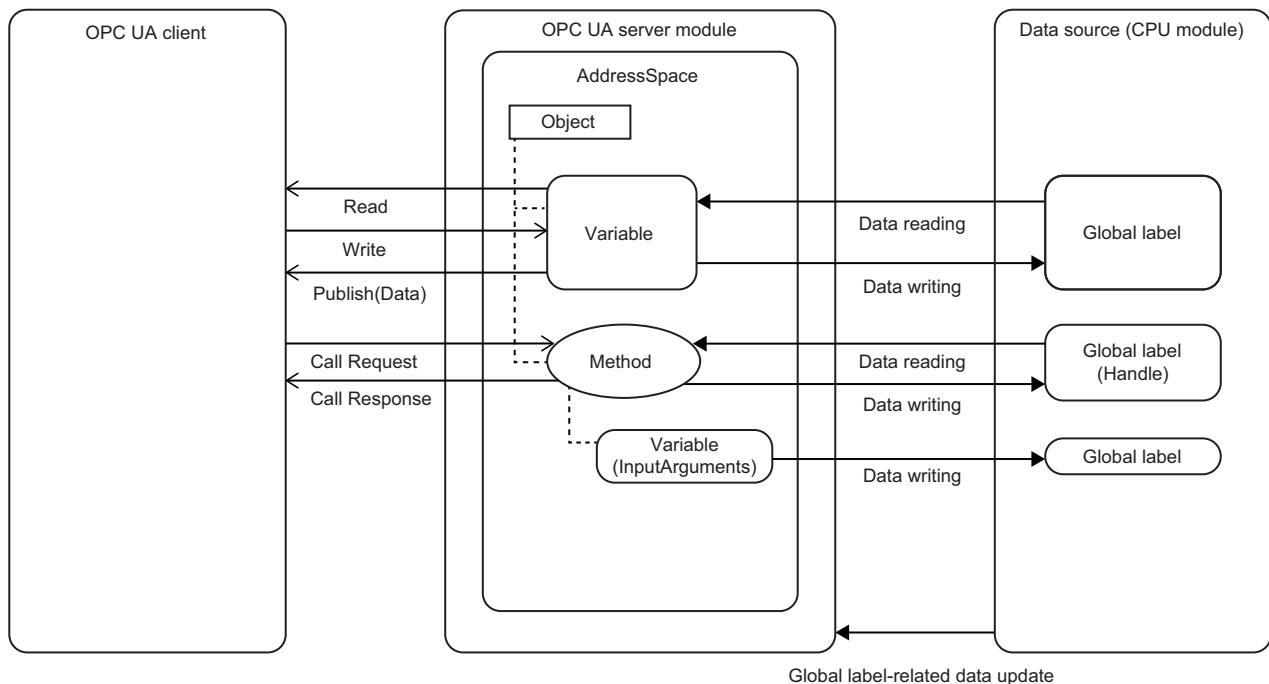 OPC UA client
OPC UA server module
Data source (CPU module)
AddressSpace
Object
Read
Variable
Data reading
Global label
Write
Data writing
Publish(Data)
Call Request
Method
Data reading
Global label
(Handle)
Call Response
Data writing
Variable
(InputArguments)
Global label
Data writing
Global label-related data update